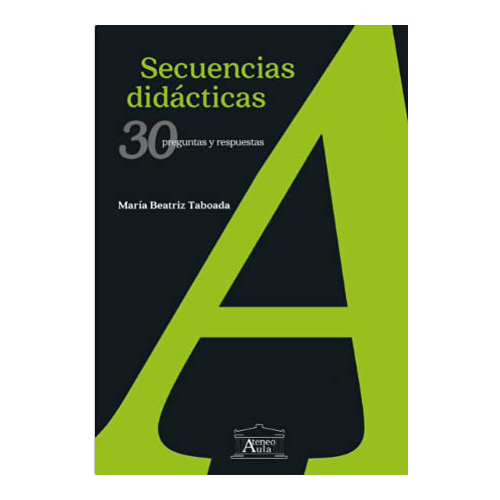 Secuencias
didácticas
30 preguntas y respuestas
María Beatriz Taboada
A
Ateneo
Aula